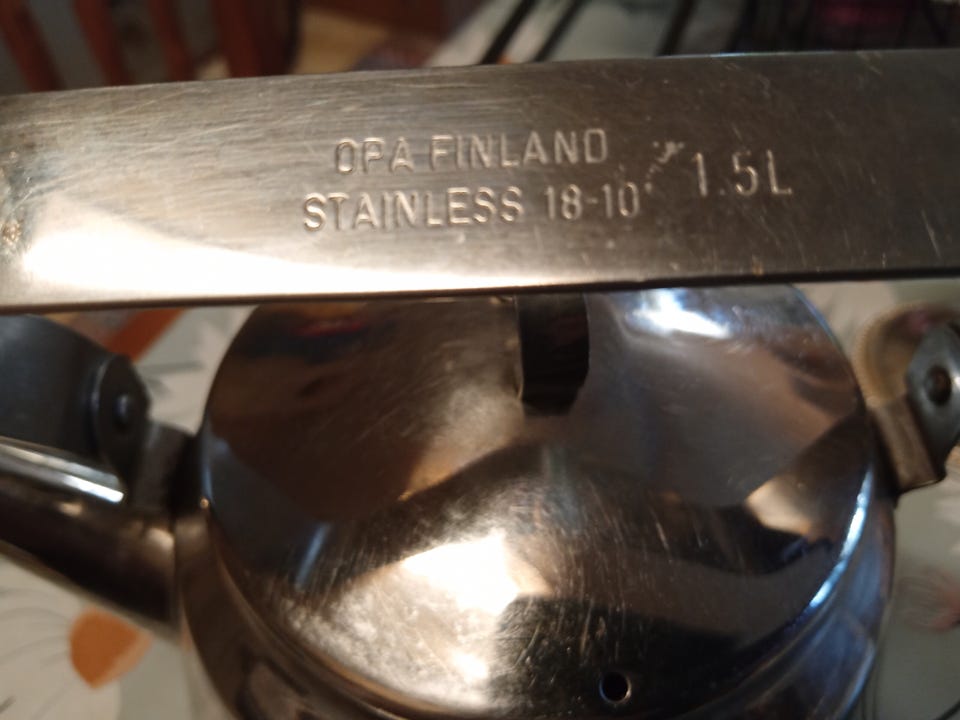 OPA FINLAND
STAINLESS 18-10 1.5L